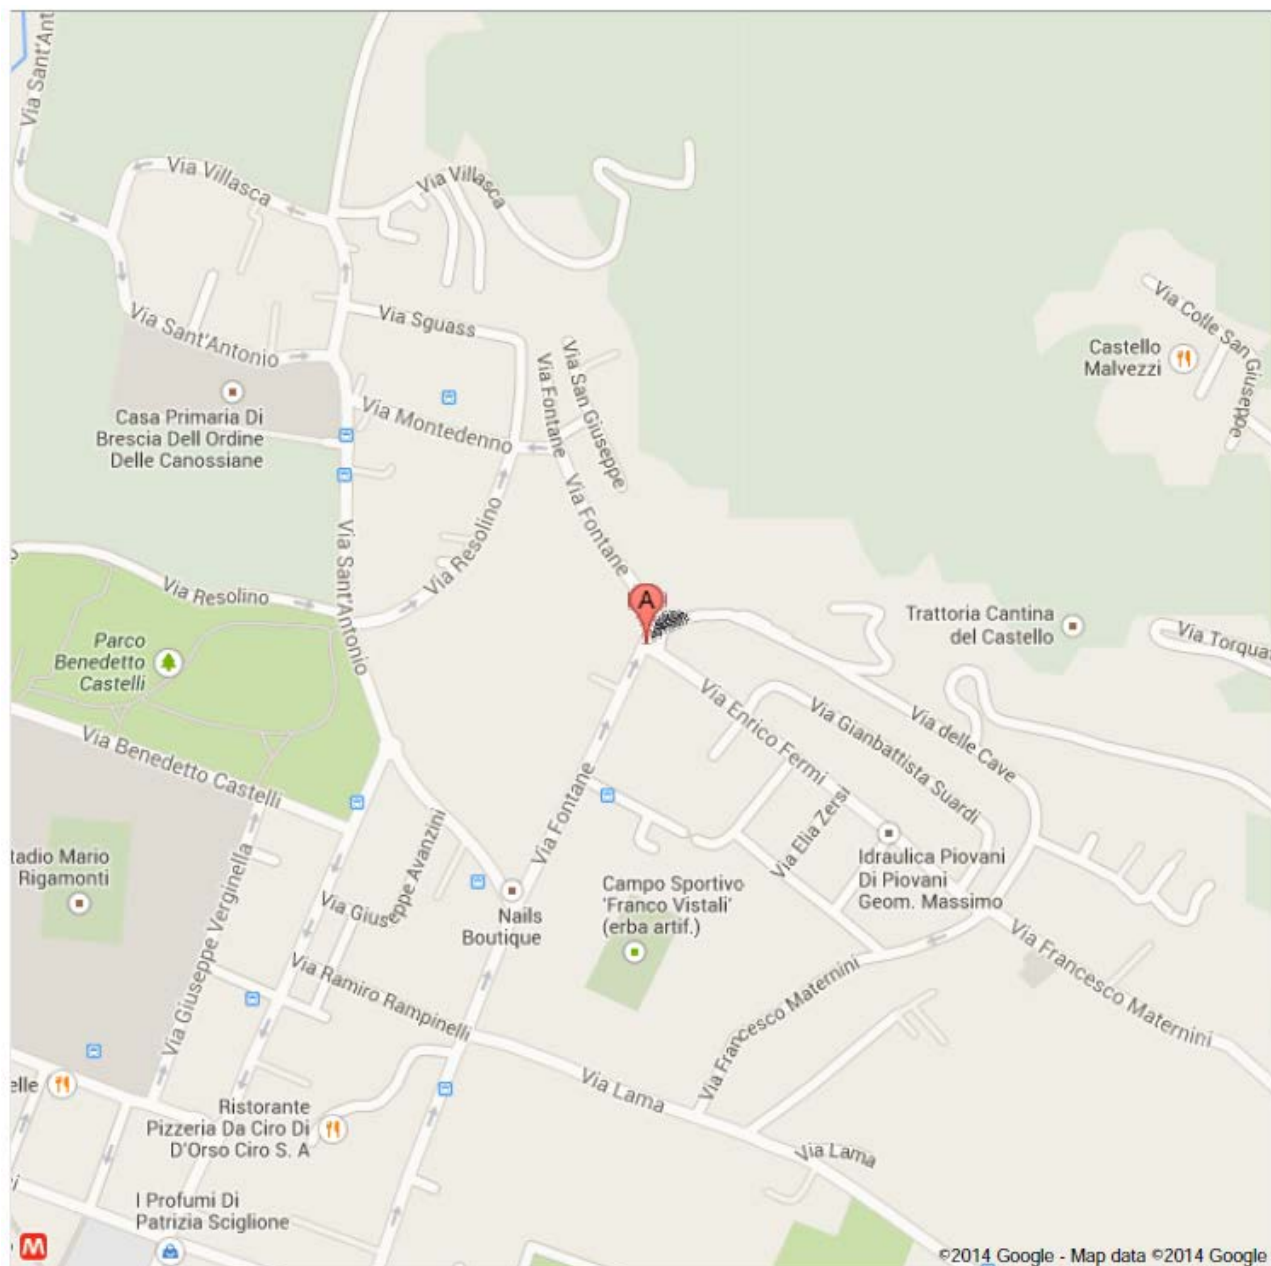 Via Sant'Ant
Via Villasca
Via Villasca
Via Colle San Giuseppe
Via Sguass
Via Sant'Antonio
Via Fontane
Via San Giuseppe
Castello
Malvezzi
Casa Primaria Di
Brescia Dell Ordine
Delle Canossiane
Via Montedenno
Via Fontane
Via Resolino
Via Sant'Antonio
Via Resolino
A
Trattoria Cantina
del Castello
Via Torquat
Parco
Benedetto
Castelli
Via Enrico Fermi
Via Gianbattista Suardi
Via delle Cave
Via Benedetto Castelli
Via Fontane
Via Elia Zersi
Via Giuseppe Avanzini
tadio Mario
Rigamonti
Via Giuseppe Verginella
Idraulica Piovani
Di Piovani
Geom. Massimo
Campo Sportivo
'Franco Vistali'
(erba artif.)
Nails
Boutique
Via Francesco Maternini
Via Francesco Maternini
Via Ramiro Rampinelli
Via Lama
elle
Ristorante
Pizzeria Da Ciro Di
D'Orso Ciro S. A
Via Lama
I Profumi Di
Patrizia Sciglione
M
©2014 Google - Map data ©2014 Google